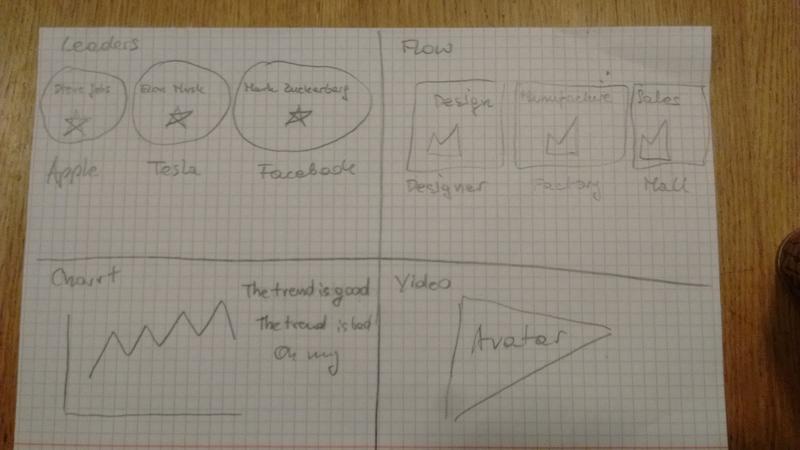 Leaders
Steve Jobs
Elon Musk
Mark Zuckerberg
Apple
Tesla
Facebook
Flow
Design
Manufacture
Sales
Designer
Factory
Mall
Chart
The trend is good
The trend is bad
Oh my
Video
Avatar